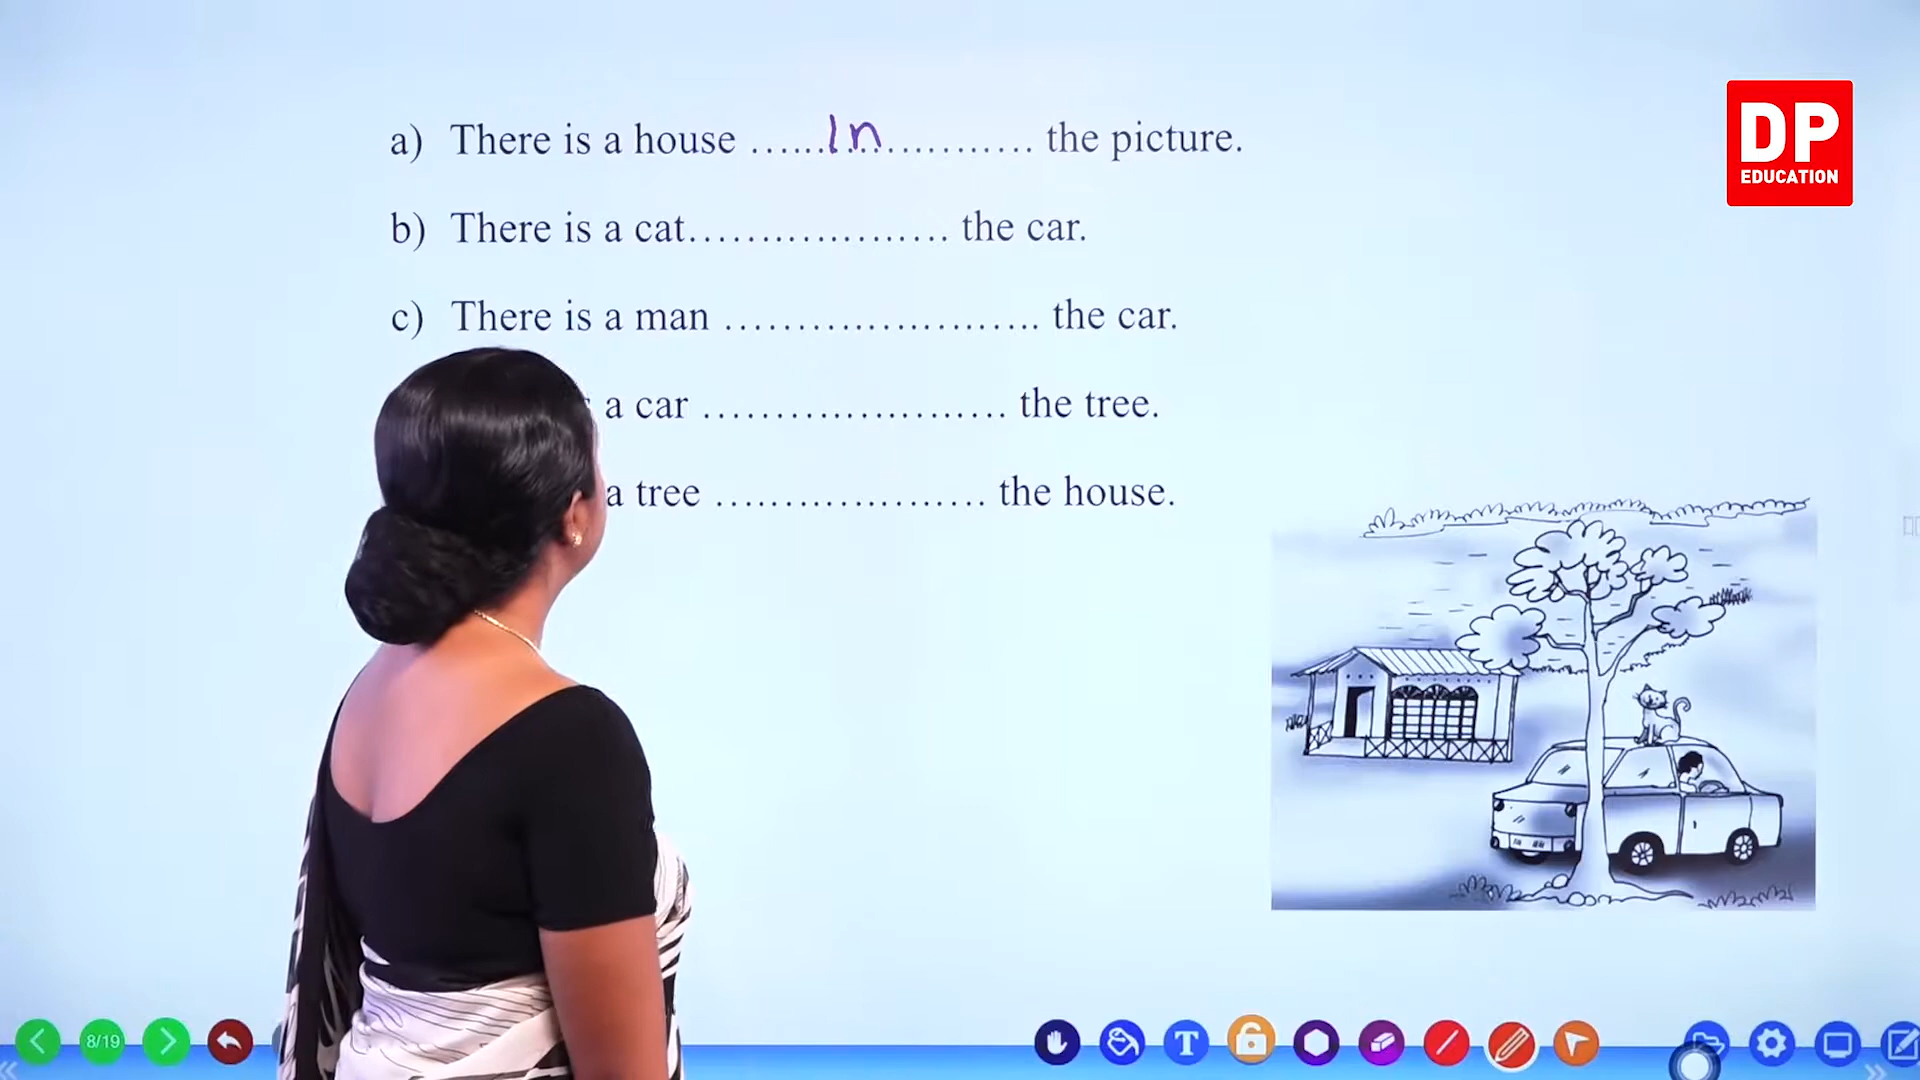 DP
EDUCATION
a) There is a house ......In.................. the picture.
b) There is a cat................... the car.
c) There is a man ....................... the car.
a car ...................... the tree.
a tree .................... the house.
8/19
T